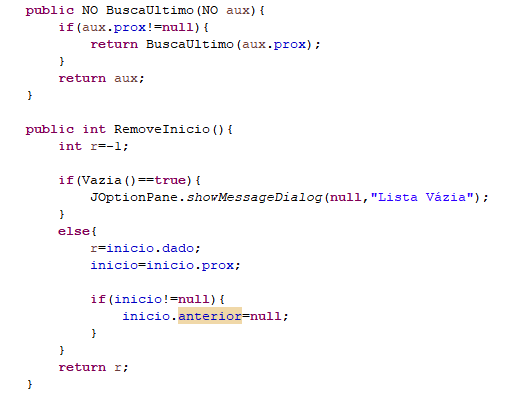 public NO BuscaUltimo(NO aux){
if(aux.prox!=null){
return BuscaUltimo(aux.prox);
}
return aux;
}
public int RemoveInicio(){
int r=-1;
if(Vazia()==true){
JOptionPane.showMessageDialog(null,"Lista Vázia");
}
else{
r=inicio.dado;
inicio=inicio.prox;
if(inicio!=null){
inicio.anterior=null;
}
}
return r;
}